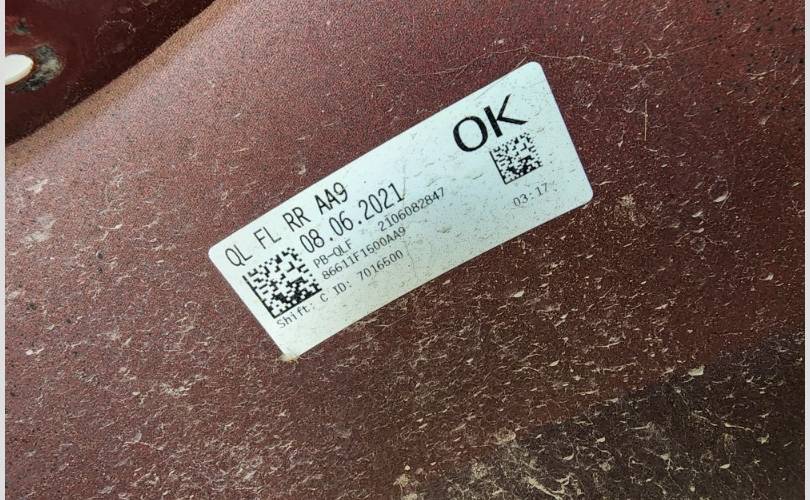 OK
QL FL RR AA9
08.06.2021
PB-QLF 2106082847
86611F1500AA9
Shift: C ID: 7016500
03:17